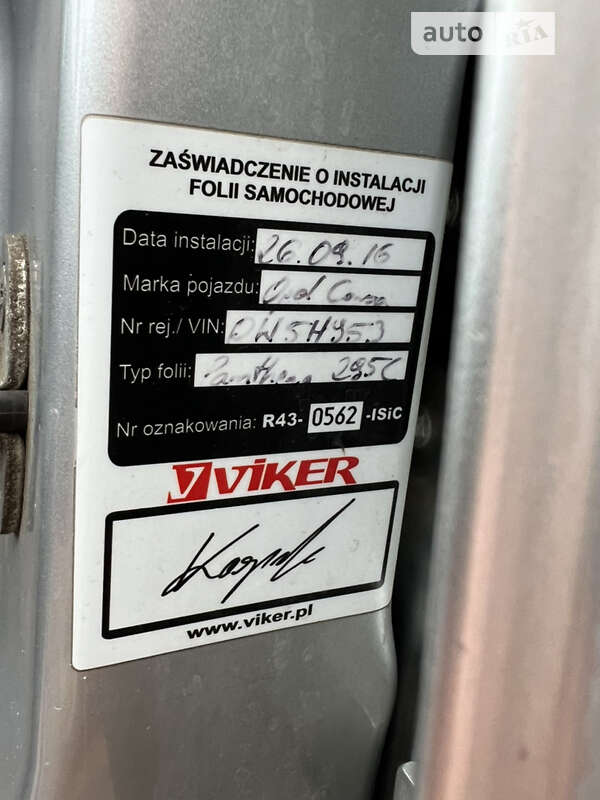 auto RIA
ZAŚWIADCZENIE O INSTALACJI
FOLII SAMOCHODOWEJ
Data instalacji: 26.09.16
Marka pojazdu: Opel Corsa
Nr rej./ VIN:
Typ folii:
Nr oznakowania: R43- 0562 -ISiC
VIKER
www.viker.pl